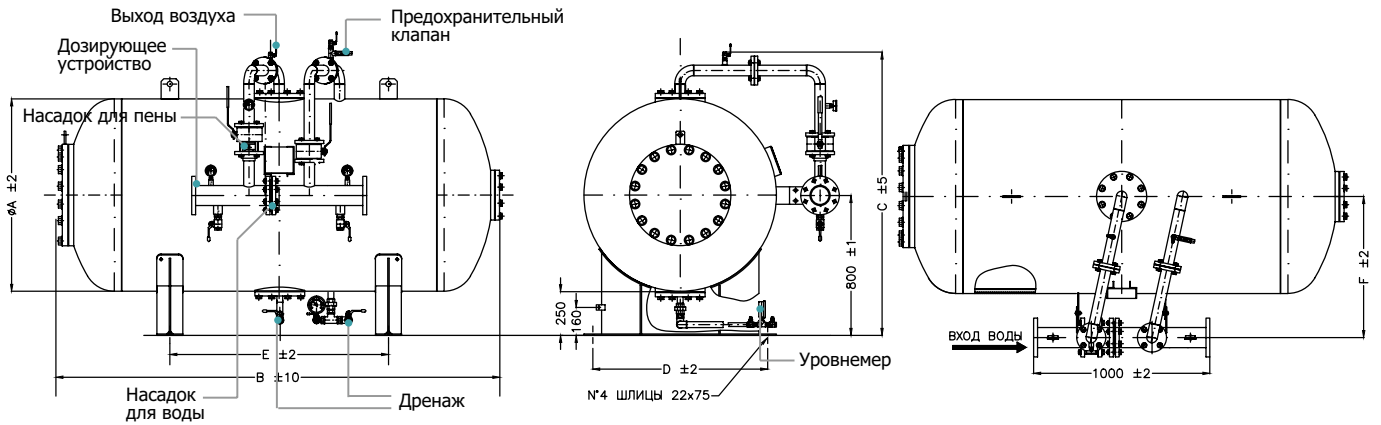 Выход воздуха
Предохранительный
клапан
Дозирующее
устройство
Насадок для пены
⌀A ±2
E ±2
B ±10
Насадок
для воды
Дренаж
250
160
800 ±1
C ±5
D ±2
N°4 ШЛИЦЫ 22x75
Уровнемер
F ±2
ВХОД ВОДЫ
1000 ±2